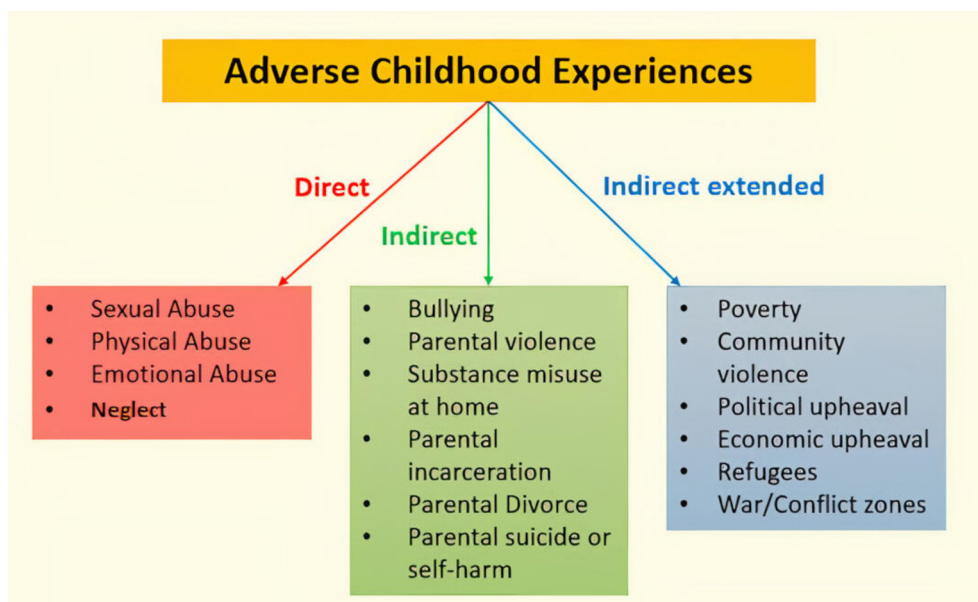 Adverse Childhood Experiences
Direct
Indirect
Indirect extended
• Sexual Abuse
• Physical Abuse
• Emotional Abuse
• Neglect
• Bullying
• Parental violence
• Substance misuse
at home
• Parental
incarceration
• Parental Divorce
• Parental suicide or
self-harm
• Poverty
• Community
violence
• Political upheaval
• Economic upheaval
• Refugees
• War/Conflict zones